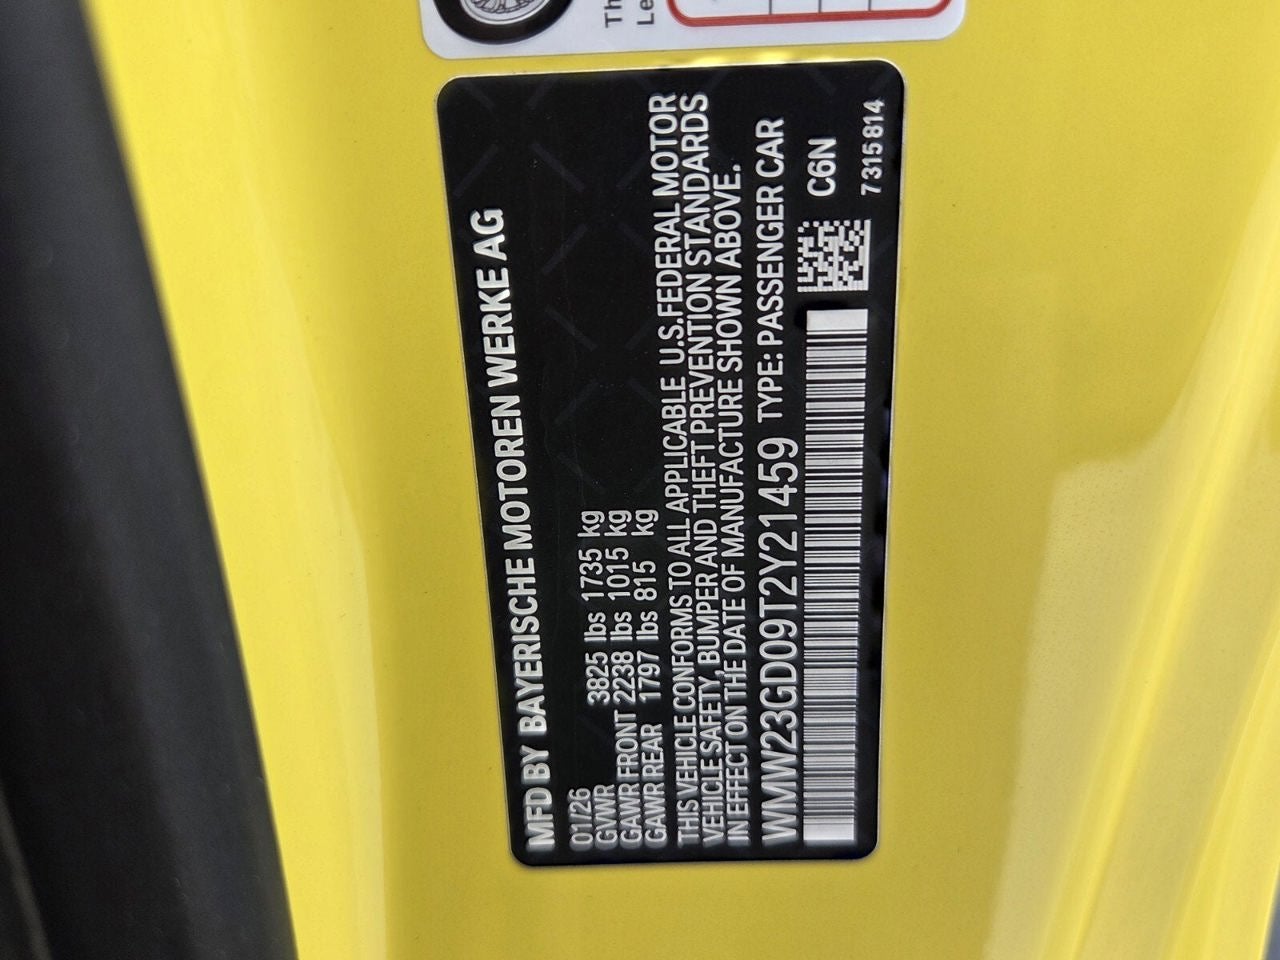 Th
Le
MFD BY BAYERISCHE MOTOREN WERKE AG
01/26
GVWR 3825 lbs 1735 kg
GAWR FRONT 2238 lbs 1015 kg
GAWR REAR 1797 lbs 815 kg
THIS VEHICLE CONFORMS TO ALL APPLICABLE U.S.FEDERAL MOTOR
VEHICLE SAFETY, BUMPER AND THEFT PREVENTION STANDARDS
IN EFFECT ON THE DATE OF MANUFACTURE SHOWN ABOVE.
WMW23GD09T2Y21459 TYPE: PASSENGER CAR
C6N
7315814